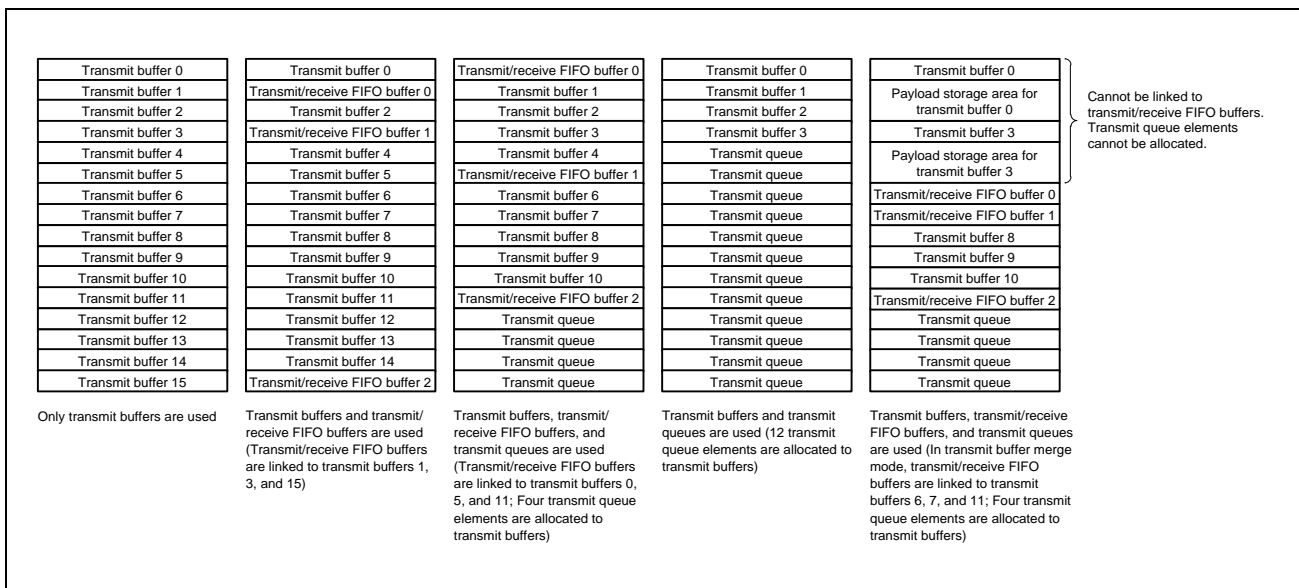 Transmit buffer 0
Transmit buffer 1
Transmit buffer 2
Transmit buffer 3
Transmit buffer 4
Transmit buffer 5
Transmit buffer 6
Transmit buffer 7
Transmit buffer 8
Transmit buffer 9
Transmit buffer 10
Transmit buffer 11
Transmit buffer 12
Transmit buffer 13
Transmit buffer 14
Transmit buffer 15
Only transmit buffers are used
Transmit buffer 0
Transmit/receive FIFO buffer 0
Transmit buffer 2
Transmit/receive FIFO buffer 1
Transmit buffer 4
Transmit buffer 5
Transmit buffer 6
Transmit buffer 7
Transmit buffer 8
Transmit buffer 9
Transmit buffer 10
Transmit buffer 11
Transmit buffer 12
Transmit buffer 13
Transmit buffer 14
Transmit/receive FIFO buffer 2
Transmit buffers and transmit/
receive FIFO buffers are used
(Transmit/receive FIFO buffers
are linked to transmit buffers 1,
3, and 15)
Transmit/receive FIFO buffer 0
Transmit buffer 1
Transmit buffer 2
Transmit buffer 3
Transmit buffer 4
Transmit/receive FIFO buffer 1
Transmit buffer 6
Transmit buffer 7
Transmit buffer 8
Transmit buffer 9
Transmit buffer 10
Transmit/receive FIFO buffer 2
Transmit queue
Transmit queue
Transmit queue
Transmit queue
Transmit buffers, transmit/
receive FIFO buffers, and
transmit queues are used
(Transmit/receive FIFO buffers
are linked to transmit buffers 0,
5, and 11; Four transmit queue
elements are allocated to
transmit buffers)
Transmit buffer 0
Transmit buffer 1
Transmit buffer 2
Transmit buffer 3
Transmit queue
Transmit queue
Transmit queue
Transmit queue
Transmit queue
Transmit queue
Transmit queue
Transmit queue
Transmit queue
Transmit queue
Transmit queue
Transmit queue
Transmit buffers and transmit
queues are used (12 transmit
queue elements are allocated to
transmit buffers)
Transmit buffer 0
Payload storage area for
transmit buffer 0
Transmit buffer 3
Payload storage area for
transmit buffer 3
Transmit/receive FIFO buffer 0
Transmit/receive FIFO buffer 1
Transmit buffer 8
Transmit buffer 9
Transmit buffer 10
Transmit/receive FIFO buffer 2
Transmit queue
Transmit queue
Transmit queue
Transmit queue
Transmit buffers, transmit/receive
FIFO buffers, and transmit queues
are used (In transmit buffer merge
mode, transmit/receive FIFO
buffers are linked to transmit
buffers 6, 7, and 11; Four transmit
queue elements are allocated to
transmit buffers)
Cannot be linked to
transmit/receive FIFO buffers.
Transmit queue elements
cannot be allocated.